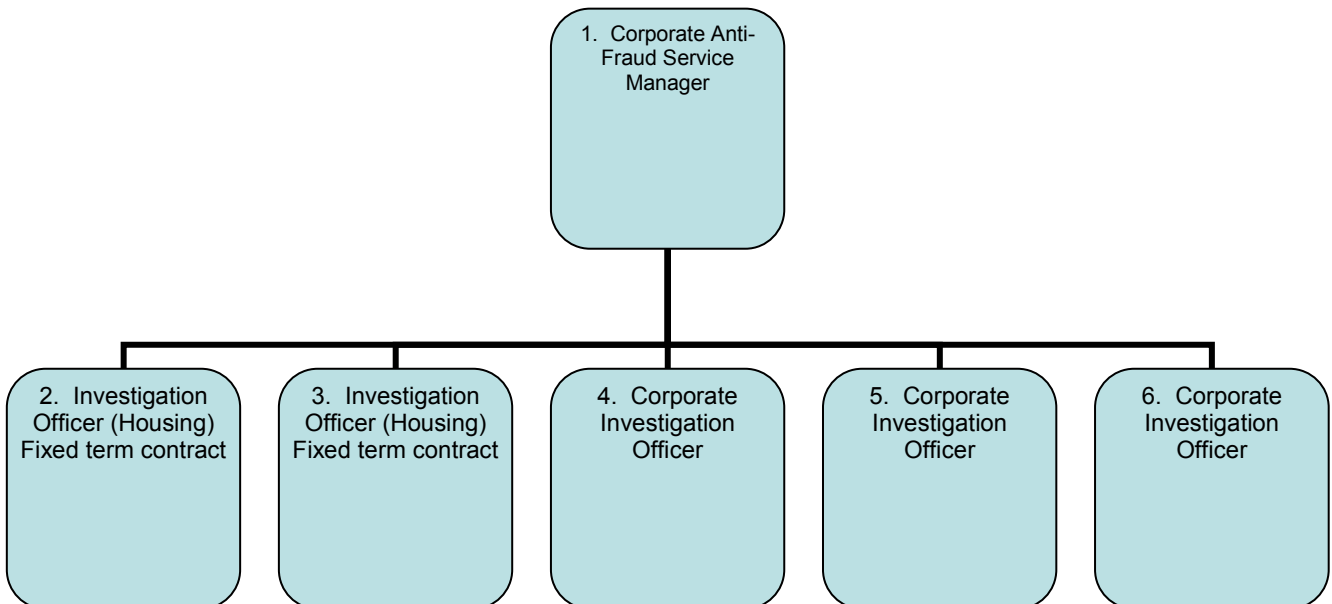 1. Corporate Anti-
Fraud Service
Manager
2. Investigation
Officer (Housing)
Fixed term contract
3. Investigation
Officer (Housing)
Fixed term contract
4. Corporate
Investigation
Officer
5. Corporate
Investigation
Officer
6. Corporate
Investigation
Officer